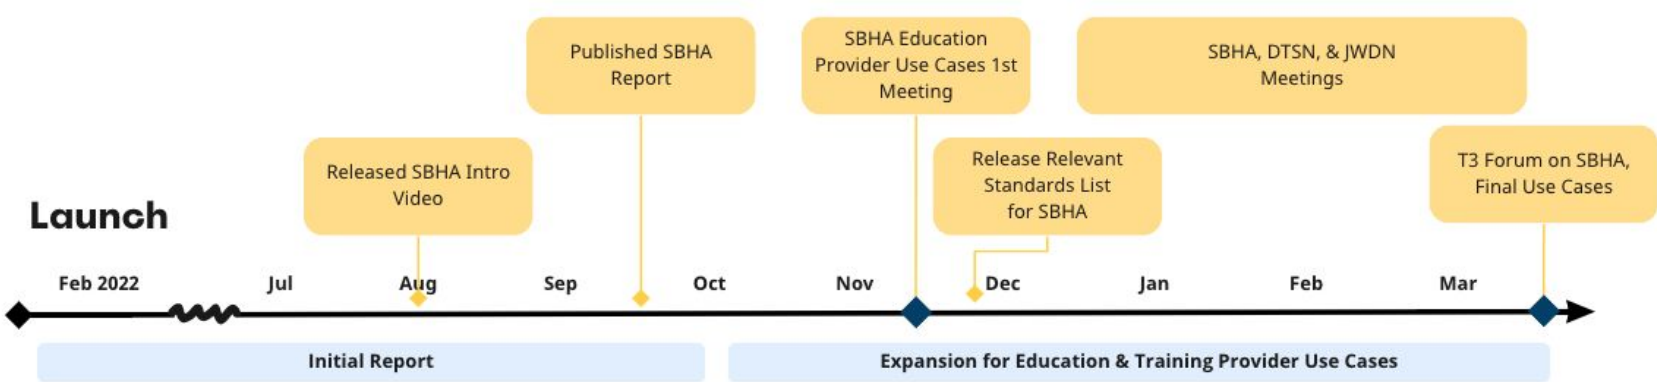 Published SBHA
Report
SBHA Education
Provider Use Cases 1st
Meeting
SBHA, DTSN, & JWDN
Meetings
Released SBHA Intro
Video
Release Relevant
Standards List
for SBHA
T3 Forum on SBHA,
Final Use Cases
Launch
Feb 2022 Jul Aug Sep Oct Nov Dec Jan Feb Mar
Initial Report
Expansion for Education & Training Provider Use Cases